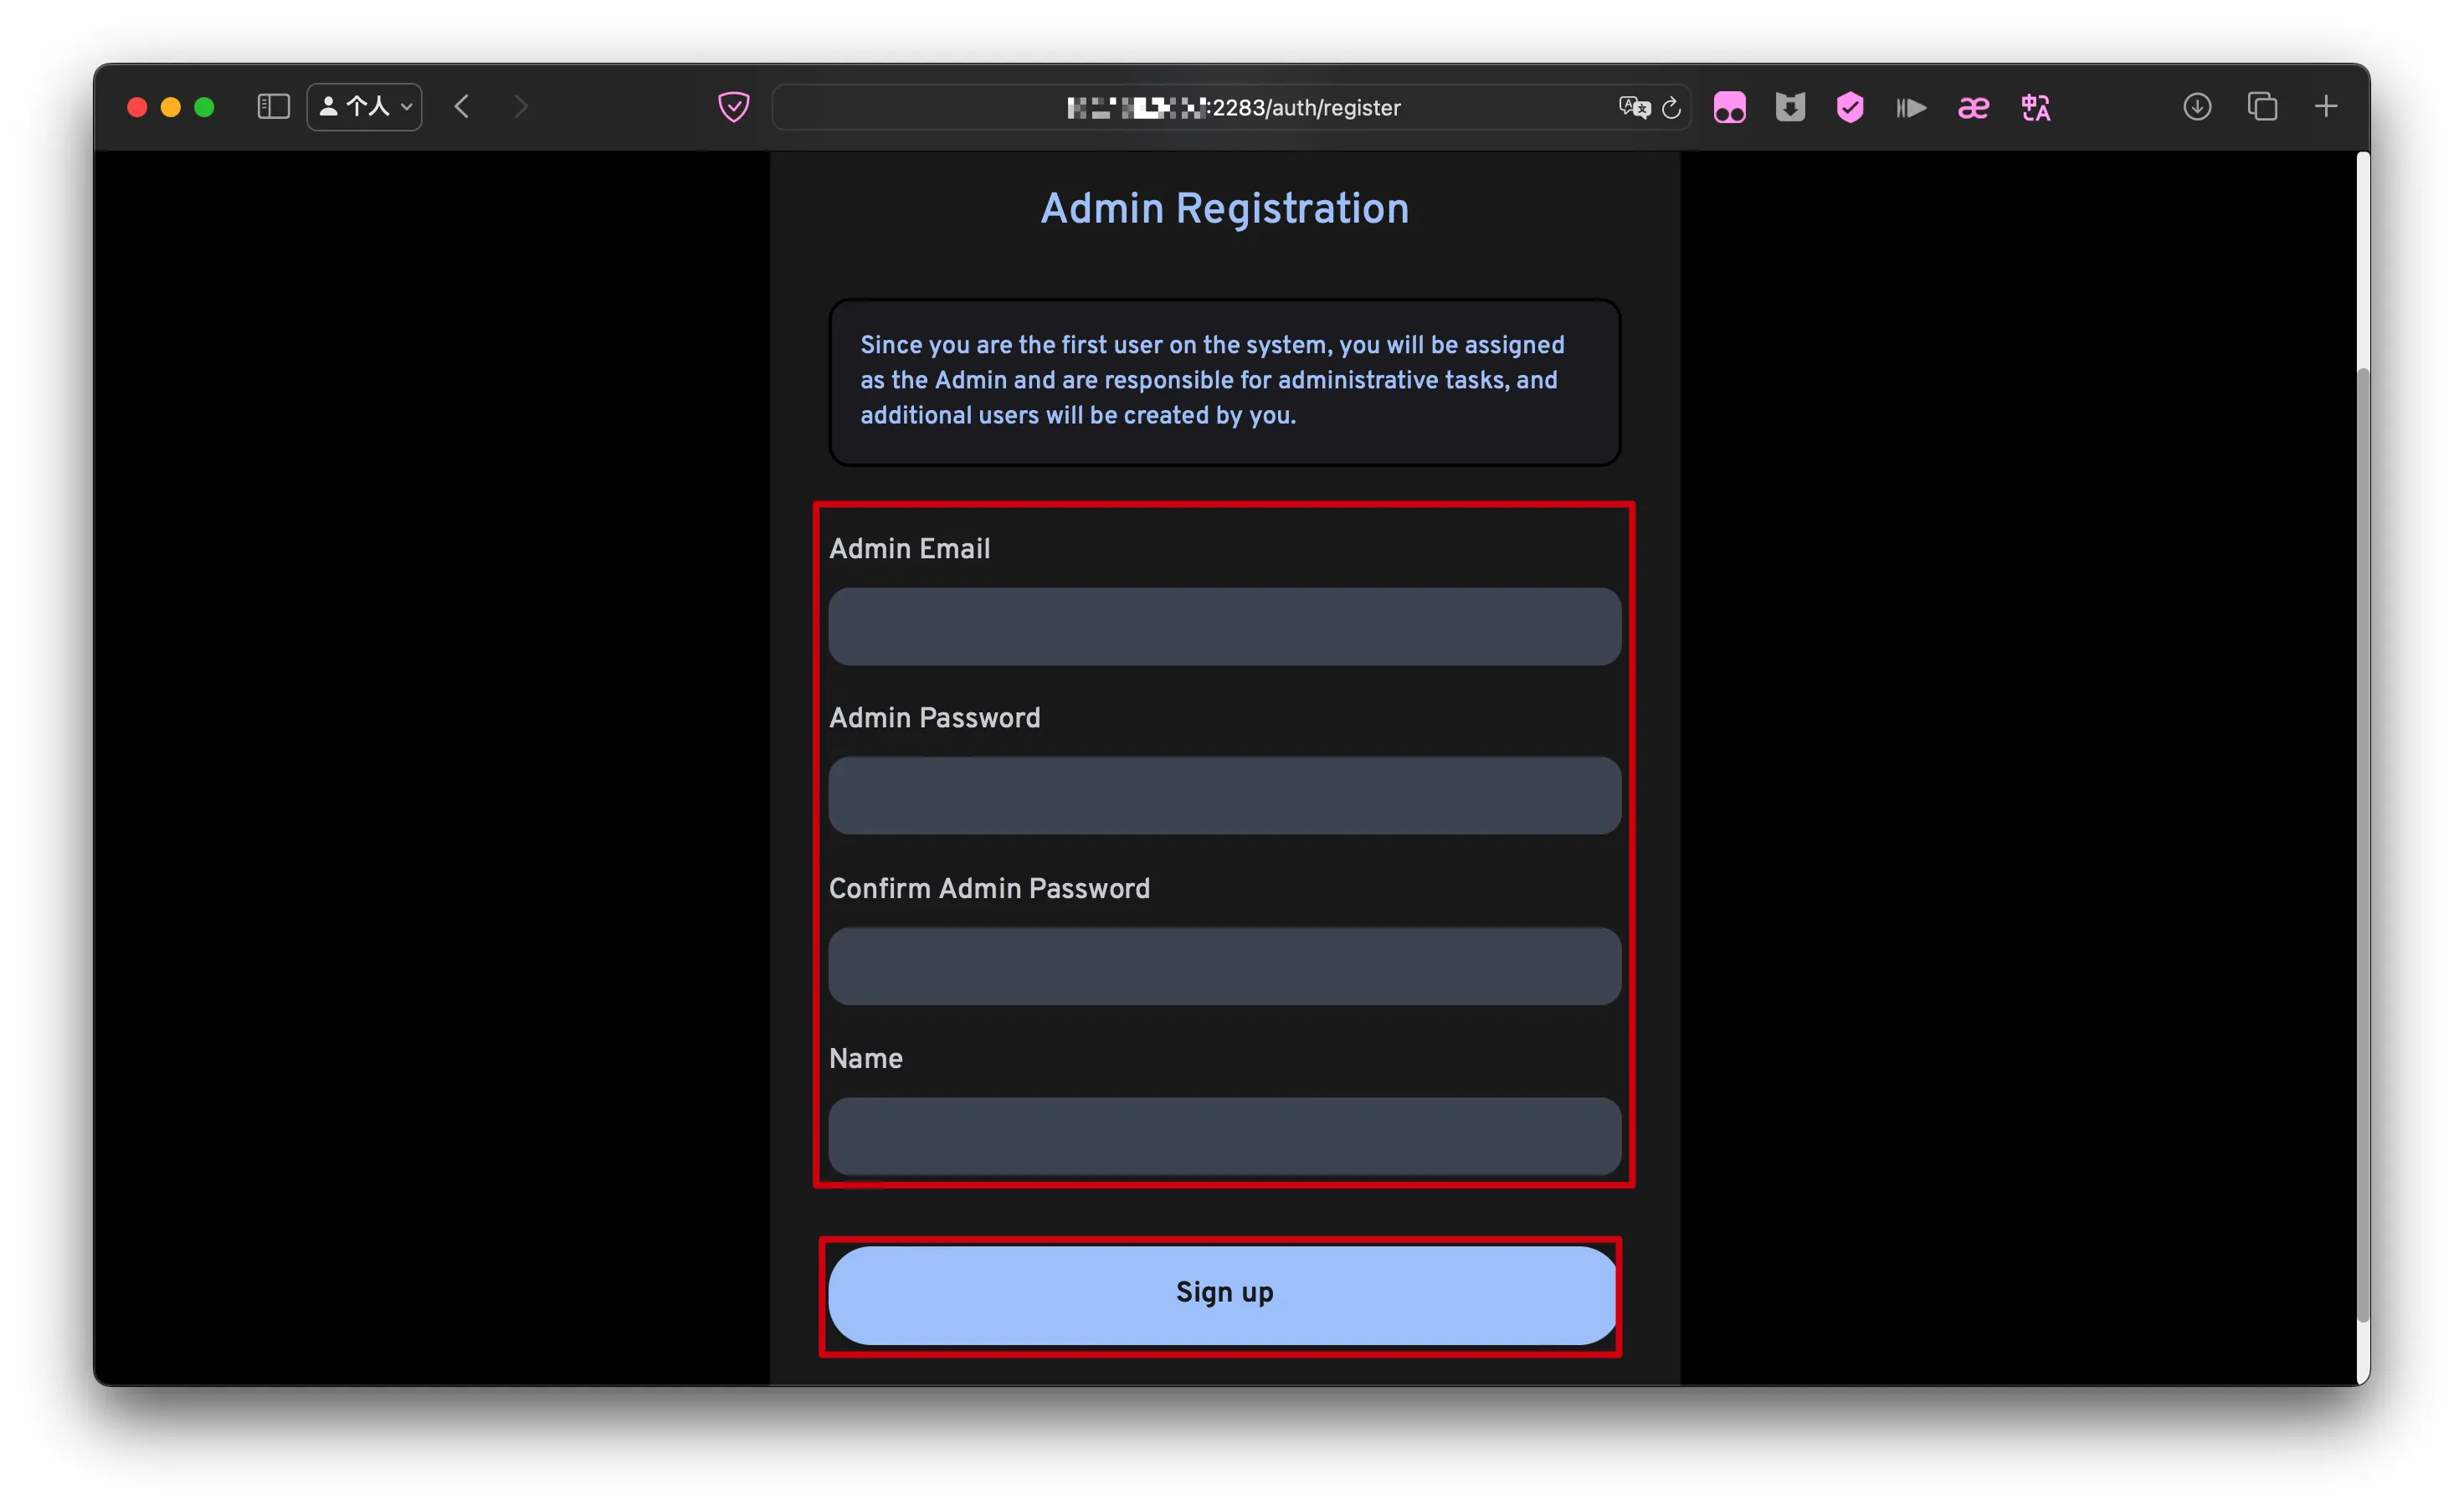 个人
:2283/auth/register
Admin Registration
Since you are the first user on the system, you will be assigned
as the Admin and are responsible for administrative tasks, and
additional users will be created by you.
Admin Email
Admin Password
Confirm Admin Password
Name
Sign up